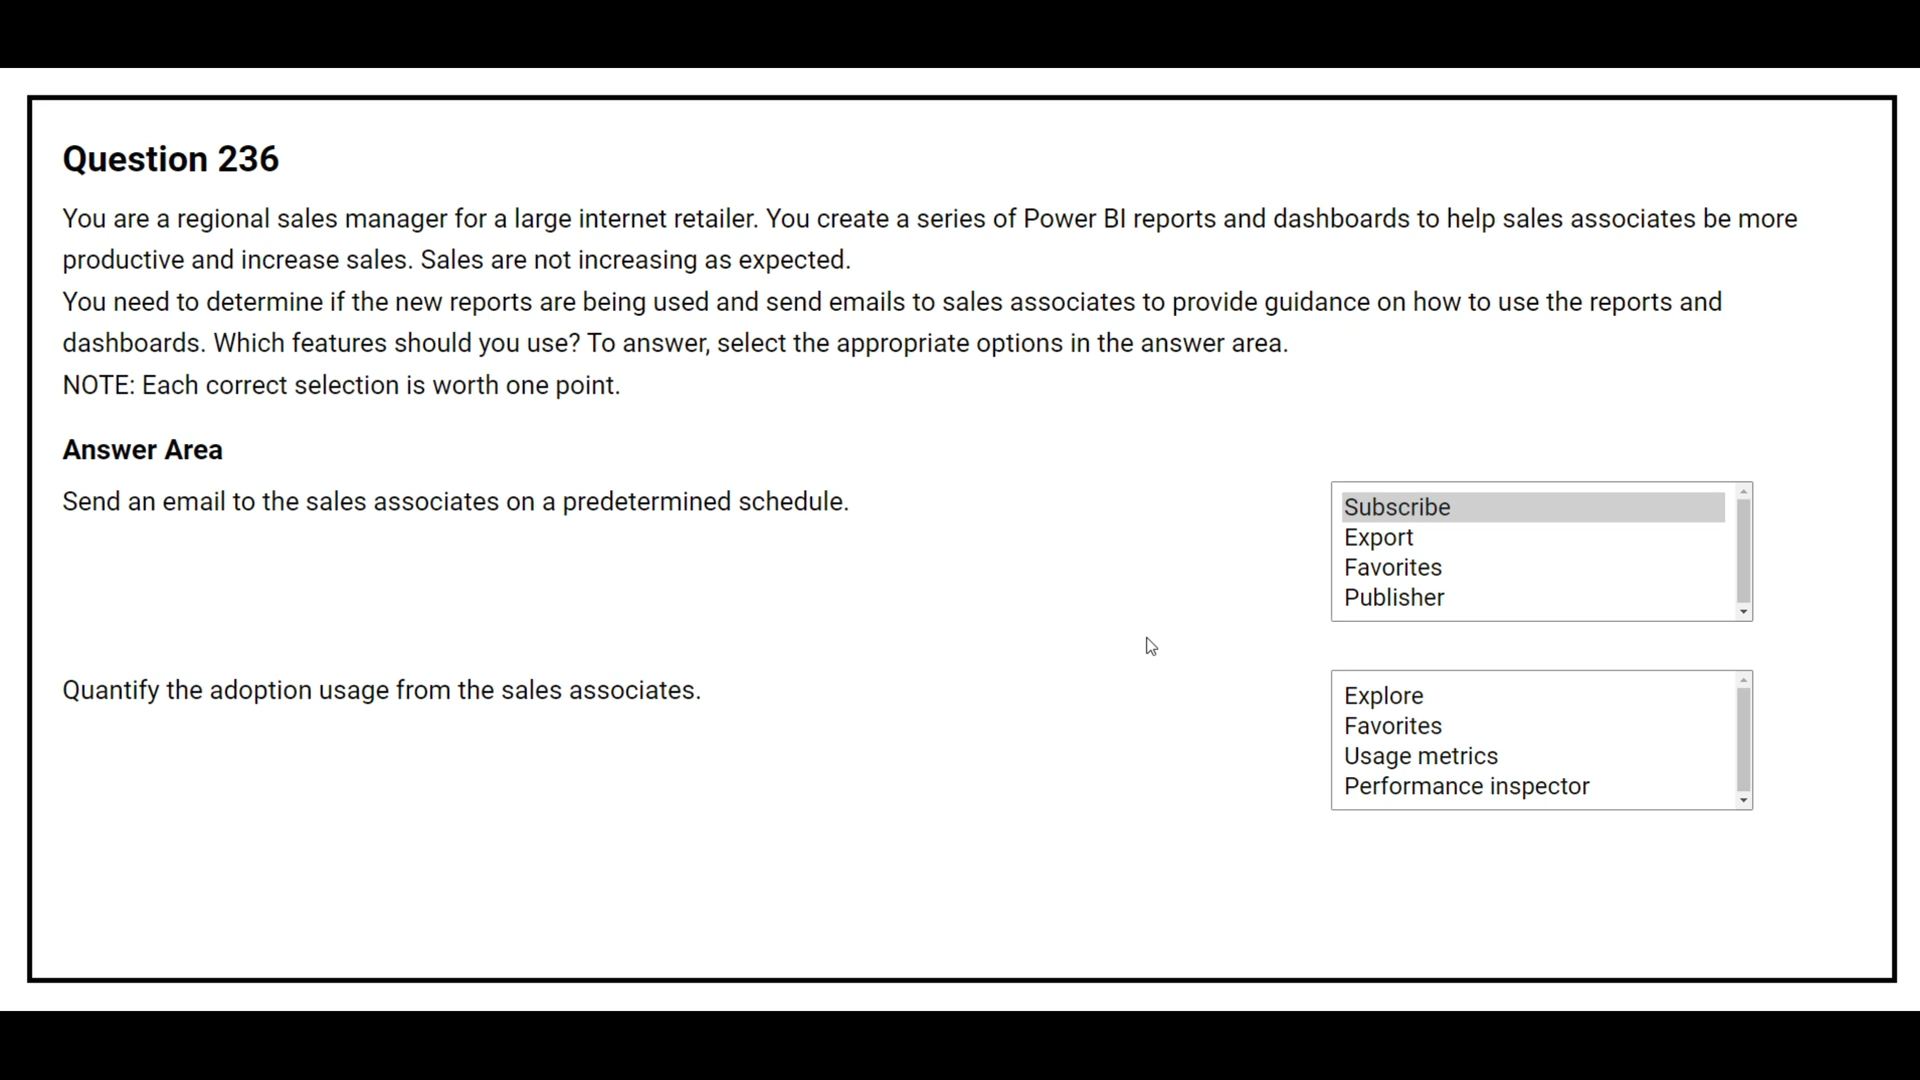 Question 236
You are a regional sales manager for a large internet retailer. You create a series of Power BI reports and dashboards to help sales associates be more
productive and increase sales. Sales are not increasing as expected.
You need to determine if the new reports are being used and send emails to sales associates to provide guidance on how to use the reports and
dashboards. Which features should you use? To answer, select the appropriate options in the answer area.
NOTE: Each correct selection is worth one point.
Answer Area
Send an email to the sales associates on a predetermined schedule.
Subscribe
Export
Favorites
Publisher
Quantify the adoption usage from the sales associates.
Explore
Favorites
Usage metrics
Performance inspector